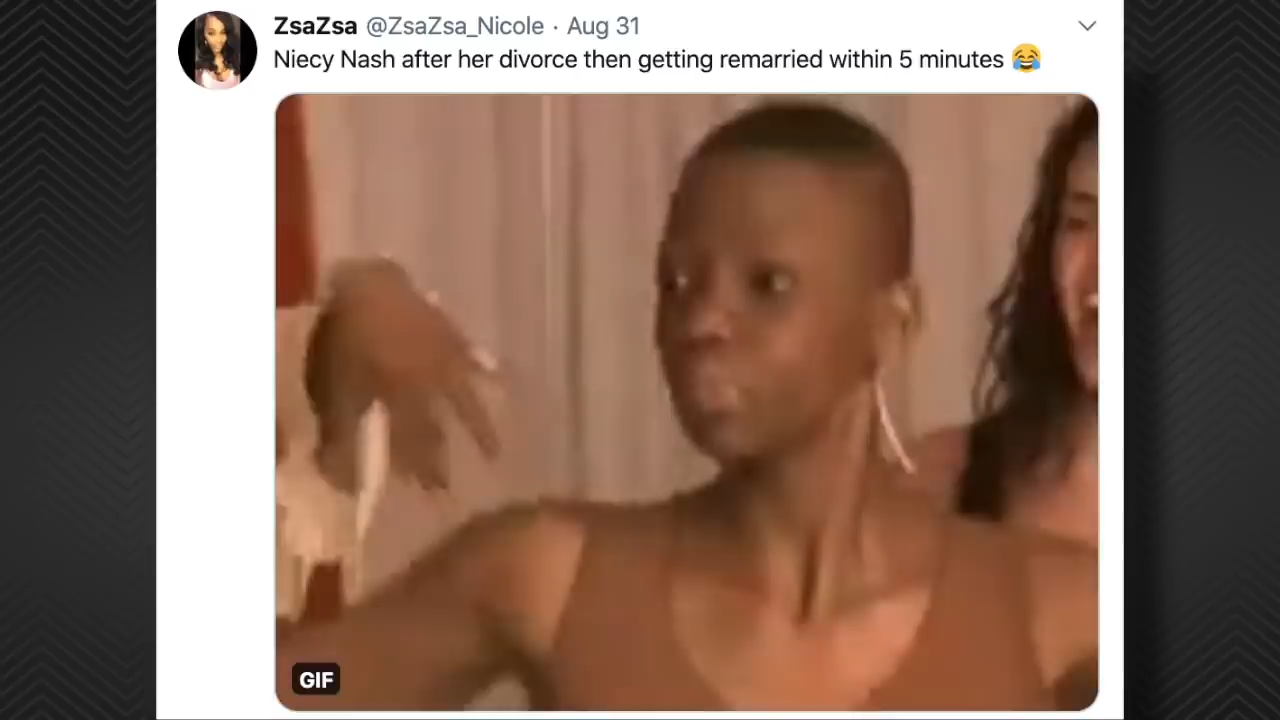 ZsaZsa @ZsaZsa_Nicole · Aug 31
Niecy Nash after her divorce then getting remarried within 5 minutes 😂
GIF